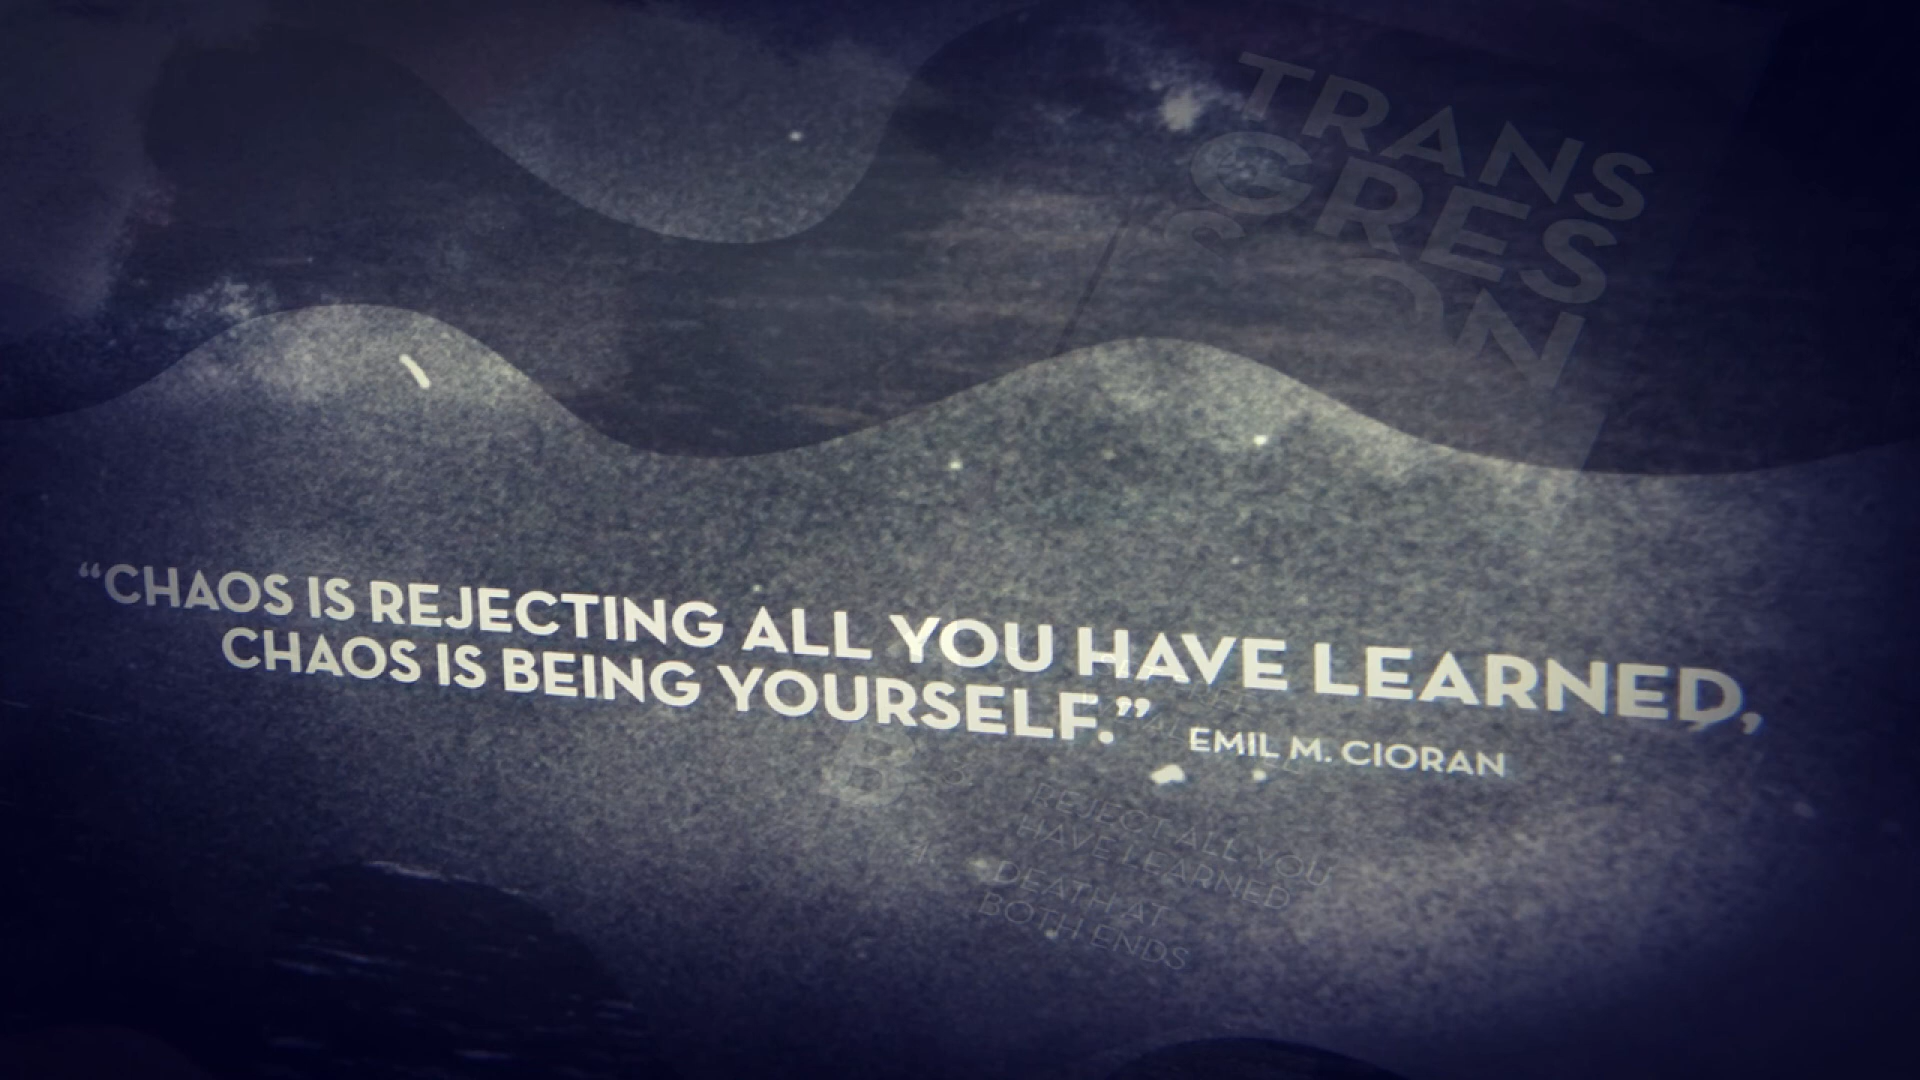 TRANS
GRES
S ON
“CHAOS IS REJECTING ALL YOU HAVE LEARNED,
CHAOS IS BEING YOURSELF.” EMIL M. CIORAN
B
REJECT ALL YOU
HAVE LEARNED
DEATH AT
BOTH ENDS